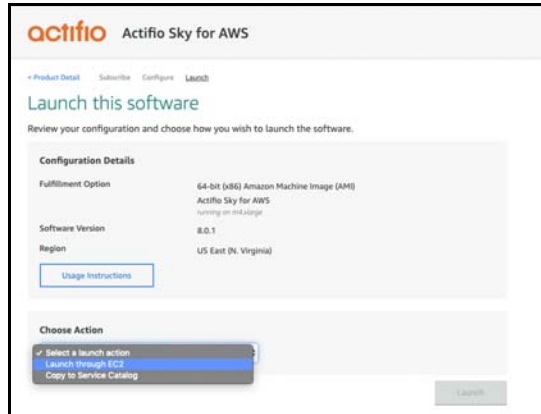 actifio Actifio Sky for AWS
< Product Detail Subscribe Configure Launch
Launch this software
Review your configuration and choose how you wish to launch the software.
Configuration Details
Fulfillment Option 64-bit (x86) Amazon Machine Image (AMI)
Actifio Sky for AWS
running on m4.xlarge
Software Version 8.0.1
Region US East (N. Virginia)
Usage Instructions
Choose Action
✓ Select a launch action
Launch through EC2
Copy to Service Catalog
Launch